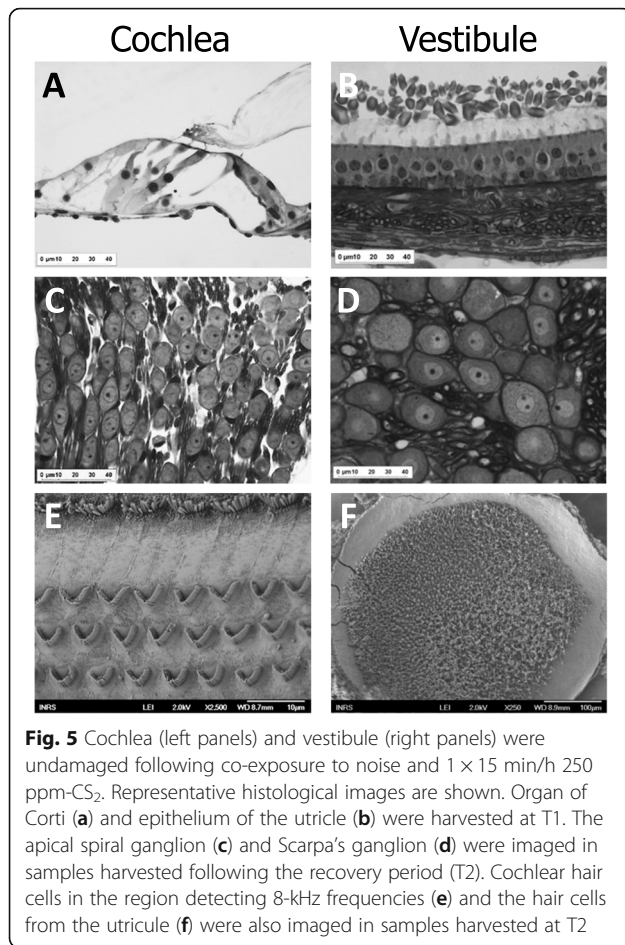 Cochlea Vestibule
A B
0 µm10 20 30 40 0 µm10 20 30 40
C D
0 µm10 20 30 40 0 µm10 20 30 40
E F
INRS LEI 2.0kV X2,500 WD 8.7mm 10µm INRS LEI 2.0kV X250 WD 8.9mm 100µm
Fig. 5 Cochlea (left panels) and vestibule (right panels) were
undamaged following co-exposure to noise and 1 × 15 min/h 250
ppm-CS₂. Representative histological images are shown. Organ of
Corti (a) and epithelium of the utricle (b) were harvested at T1. The
apical spiral ganglion (c) and Scarpa's ganglion (d) were imaged in
samples harvested following the recovery period (T2). Cochlear hair
cells in the region detecting 8-kHz frequencies (e) and the hair cells
from the utricule (f) were also imaged in samples harvested at T2